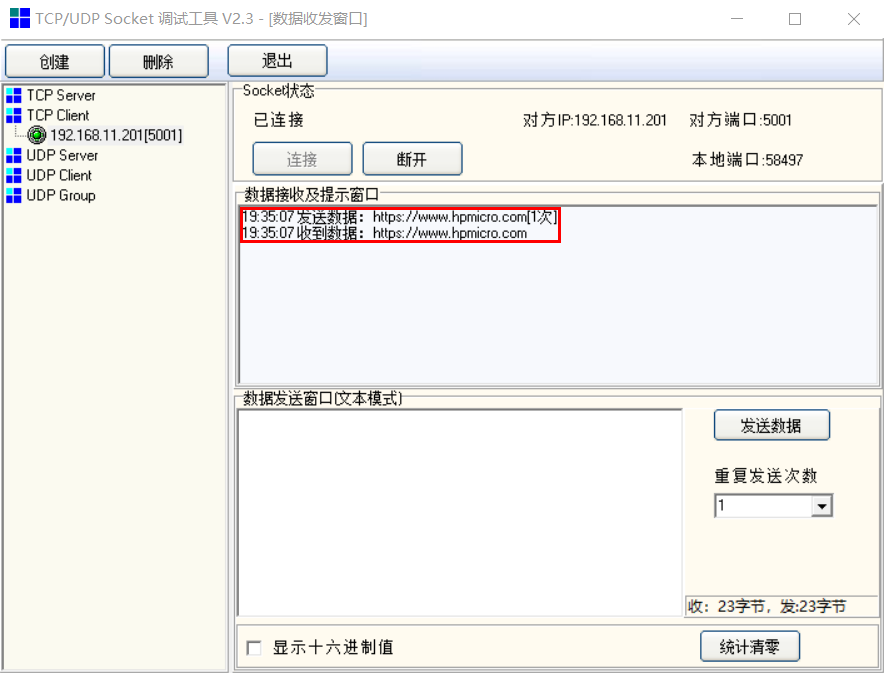 TCP/UDP Socket 调试工具 V2.3 - [数据收发窗口]
创建 删除 退出
TCP Server
TCP Client
192.168.11.201[5001]
UDP Server
UDP Client
UDP Group
Socket状态
已连接 对方IP:192.168.11.201 对方端口:5001
连接 断开 本地端口:58497
数据接收及提示窗口
19:35:07 发送数据：https://www.hpmicro.com[1次]
19:35:07 收到数据：https://www.hpmicro.com
数据发送窗口(文本模式)
发送数据
重复发送次数
1
收：23字节，发:23字节
显示十六进制值 统计清零